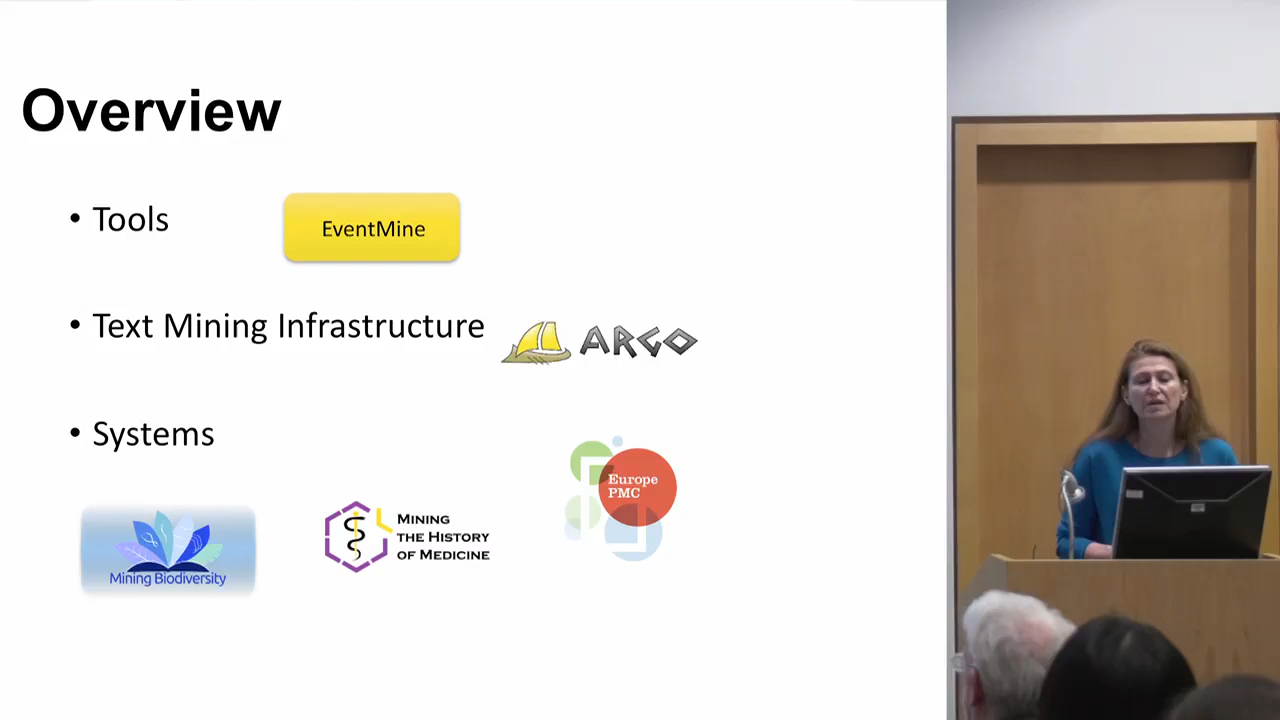 Overview
• Tools
EventMine
• Text Mining Infrastructure
ARGO
• Systems
Europe
PMC
Mining Biodiversity
MINING
THE HISTORY
OF MEDICINE